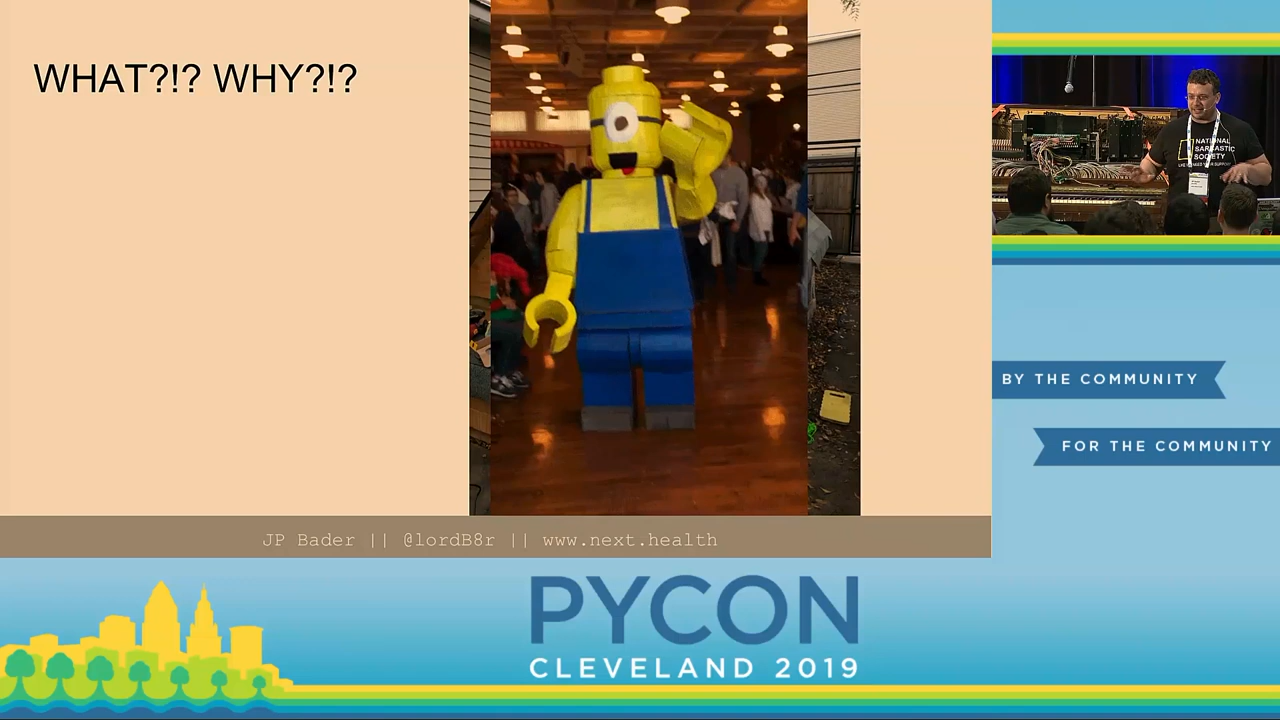 WHAT?!? WHY?!?
NATIONAL
SARCASTIC
SOCIETY
BY THE COMMUNITY
FOR THE COMMUNITY
JP Bader || @lordB8r || www.next.health
PYCON
CLEVELAND 2019